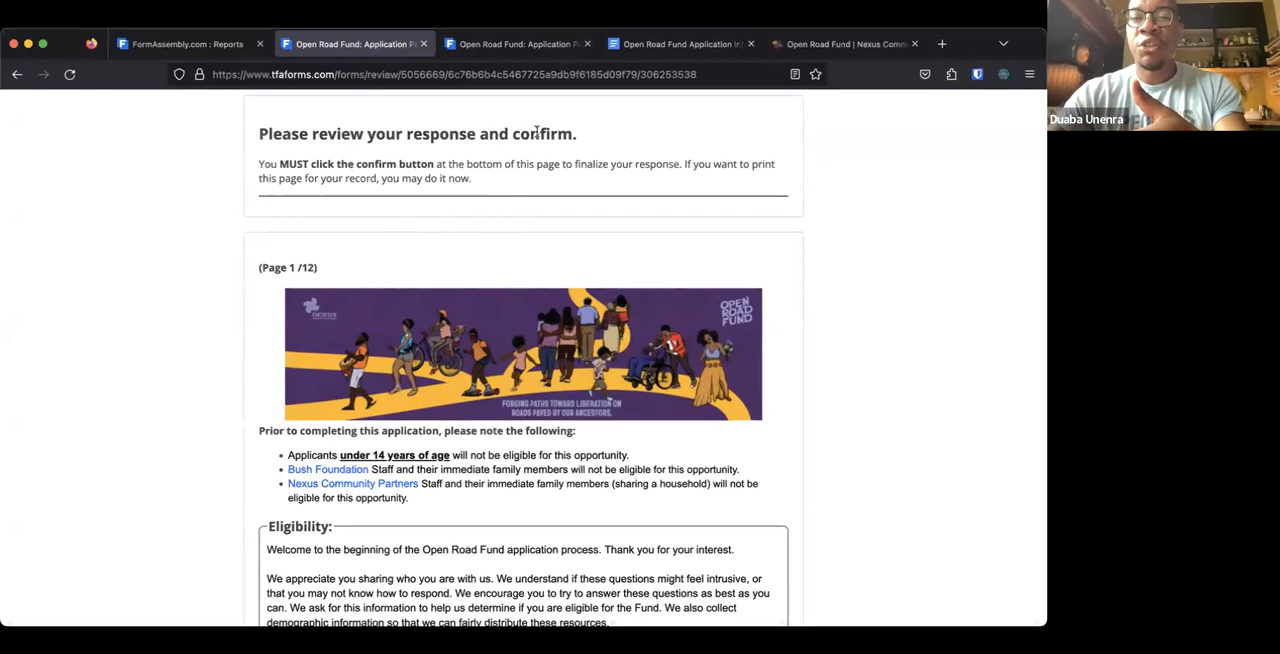 FormAssembly.com : Reports
Open Road Fund: Application Pa
Open Road Fund: Application Pa
Open Road Fund Application In
Open Road Fund | Nexus Comm
https://www.tfaforms.com/forms/review/5056669/6c76b6b4c5467725a9db9f6185d09f79/306253538
Duaba Unenra
Please review your response and confirm.
You MUST click the confirm button at the bottom of this page to finalize your response. If you want to print
this page for your record, you may do it now.
(Page 1 /12)
nexus
OPEN
ROAD
FUND
FORGING PATHS TOWARD LIBERATION ON
ROADS PAVED BY OUR ANCESTORS.
Prior to completing this application, please note the following:
• Applicants under 14 years of age will not be eligible for this opportunity.
• Bush Foundation Staff and their immediate family members will not be eligible for this opportunity.
• Nexus Community Partners Staff and their immediate family members (sharing a household) will not be
eligible for this opportunity.
Eligibility:
Welcome to the beginning of the Open Road Fund application process. Thank you for your interest.
We appreciate you sharing who you are with us. We understand if these questions might feel intrusive, or
that you may not know how to respond. We encourage you to try to answer these questions as best as you
can. We ask for this information to help us determine if you are eligible for the Fund. We also collect
demographic information so that we can fairly distribute these resources.